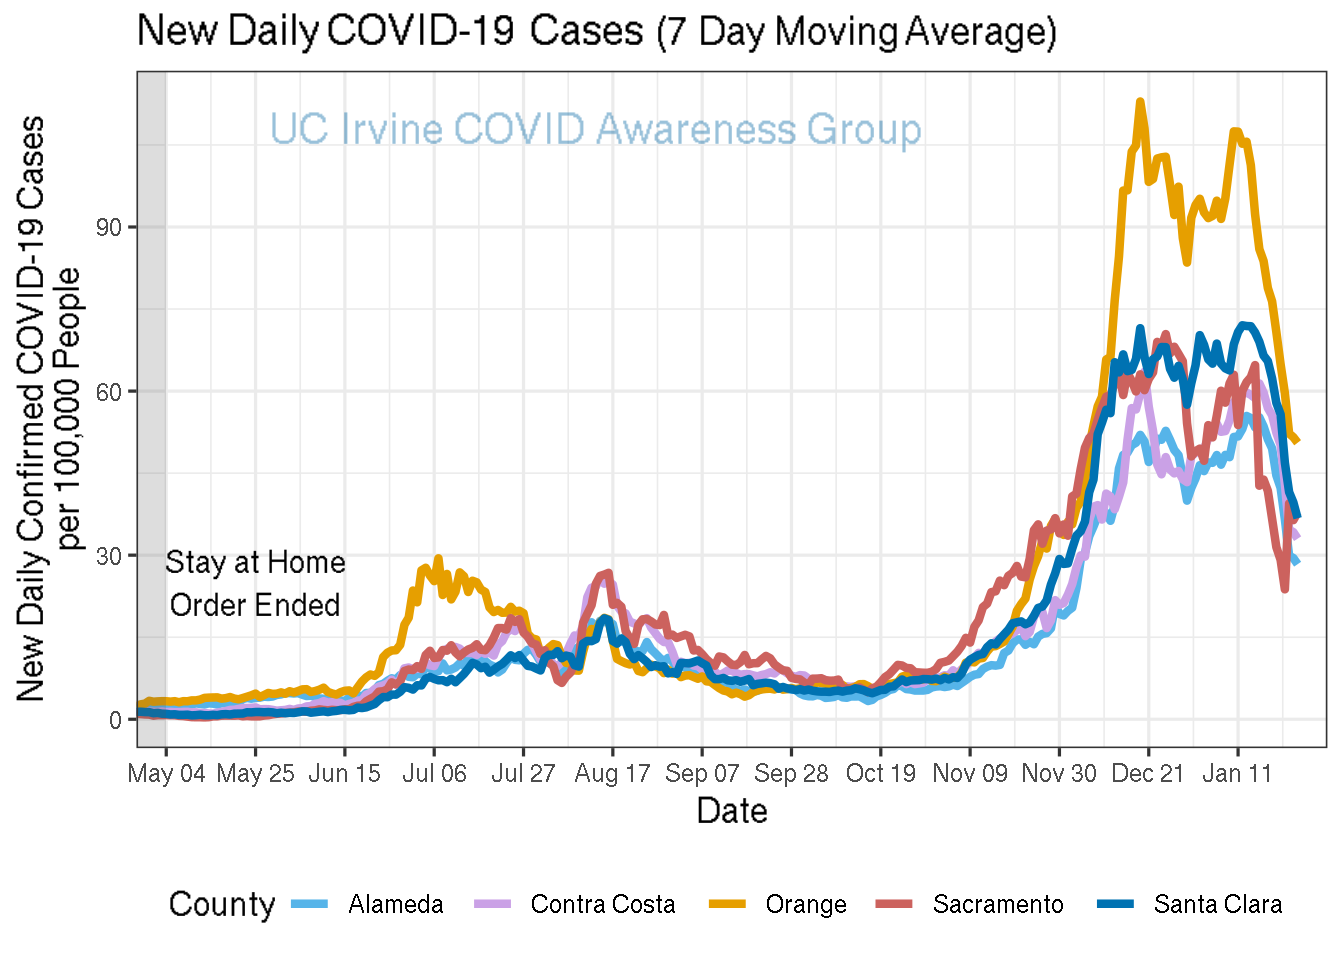 New Daily COVID-19 Cases (7 Day Moving Average)
UC Irvine COVID Awareness Group
New Daily Confirmed COVID-19 Cases
per 100,000 People
90
60
30
0
Stay at Home
Order Ended
May 04 May 25 Jun 15 Jul 06 Jul 27 Aug 17 Sep 07 Sep 28 Oct 19 Nov 09 Nov 30 Dec 21 Jan 11
Date
County Alameda Contra Costa Orange Sacramento Santa Clara